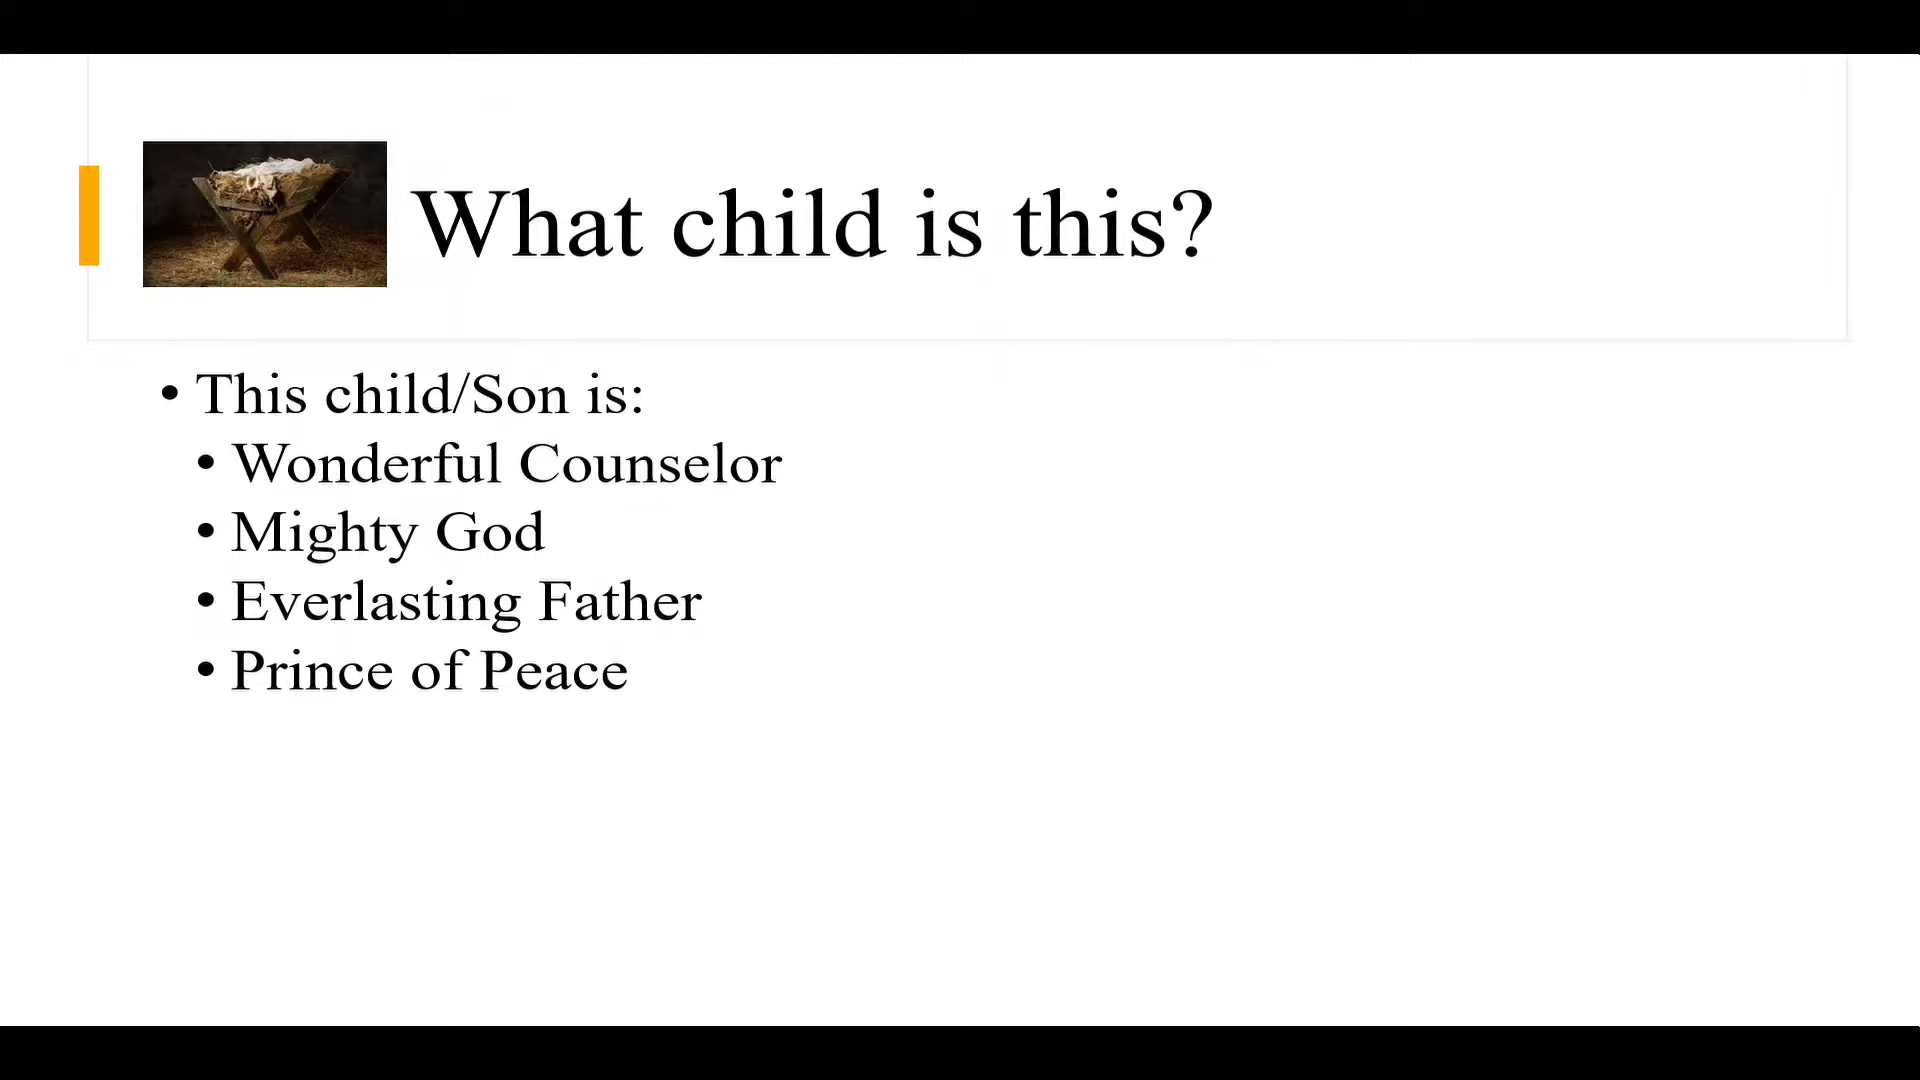 What child is this?
• This child/Son is:
• Wonderful Counselor
• Mighty God
• Everlasting Father
• Prince of Peace